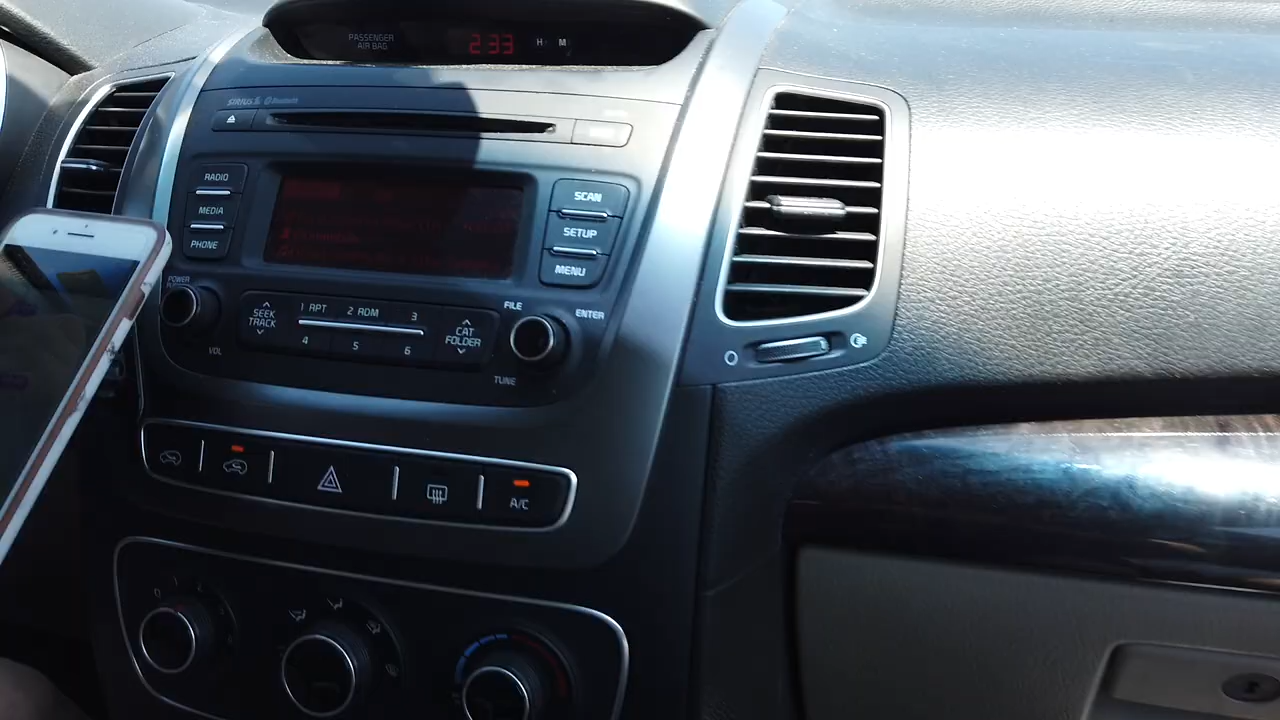 PASSENGER
AIR BAG
2:33
H M
SIRIUS Bluetooth
RADIO
MEDIA
PHONE
SCAN
SETUP
MENU
POWER
VOL
SEEK
TRACK
1 RPT 2 RDM 3
4 5 6
CAT
FOLDER
FILE
ENTER
TUNE
A/C